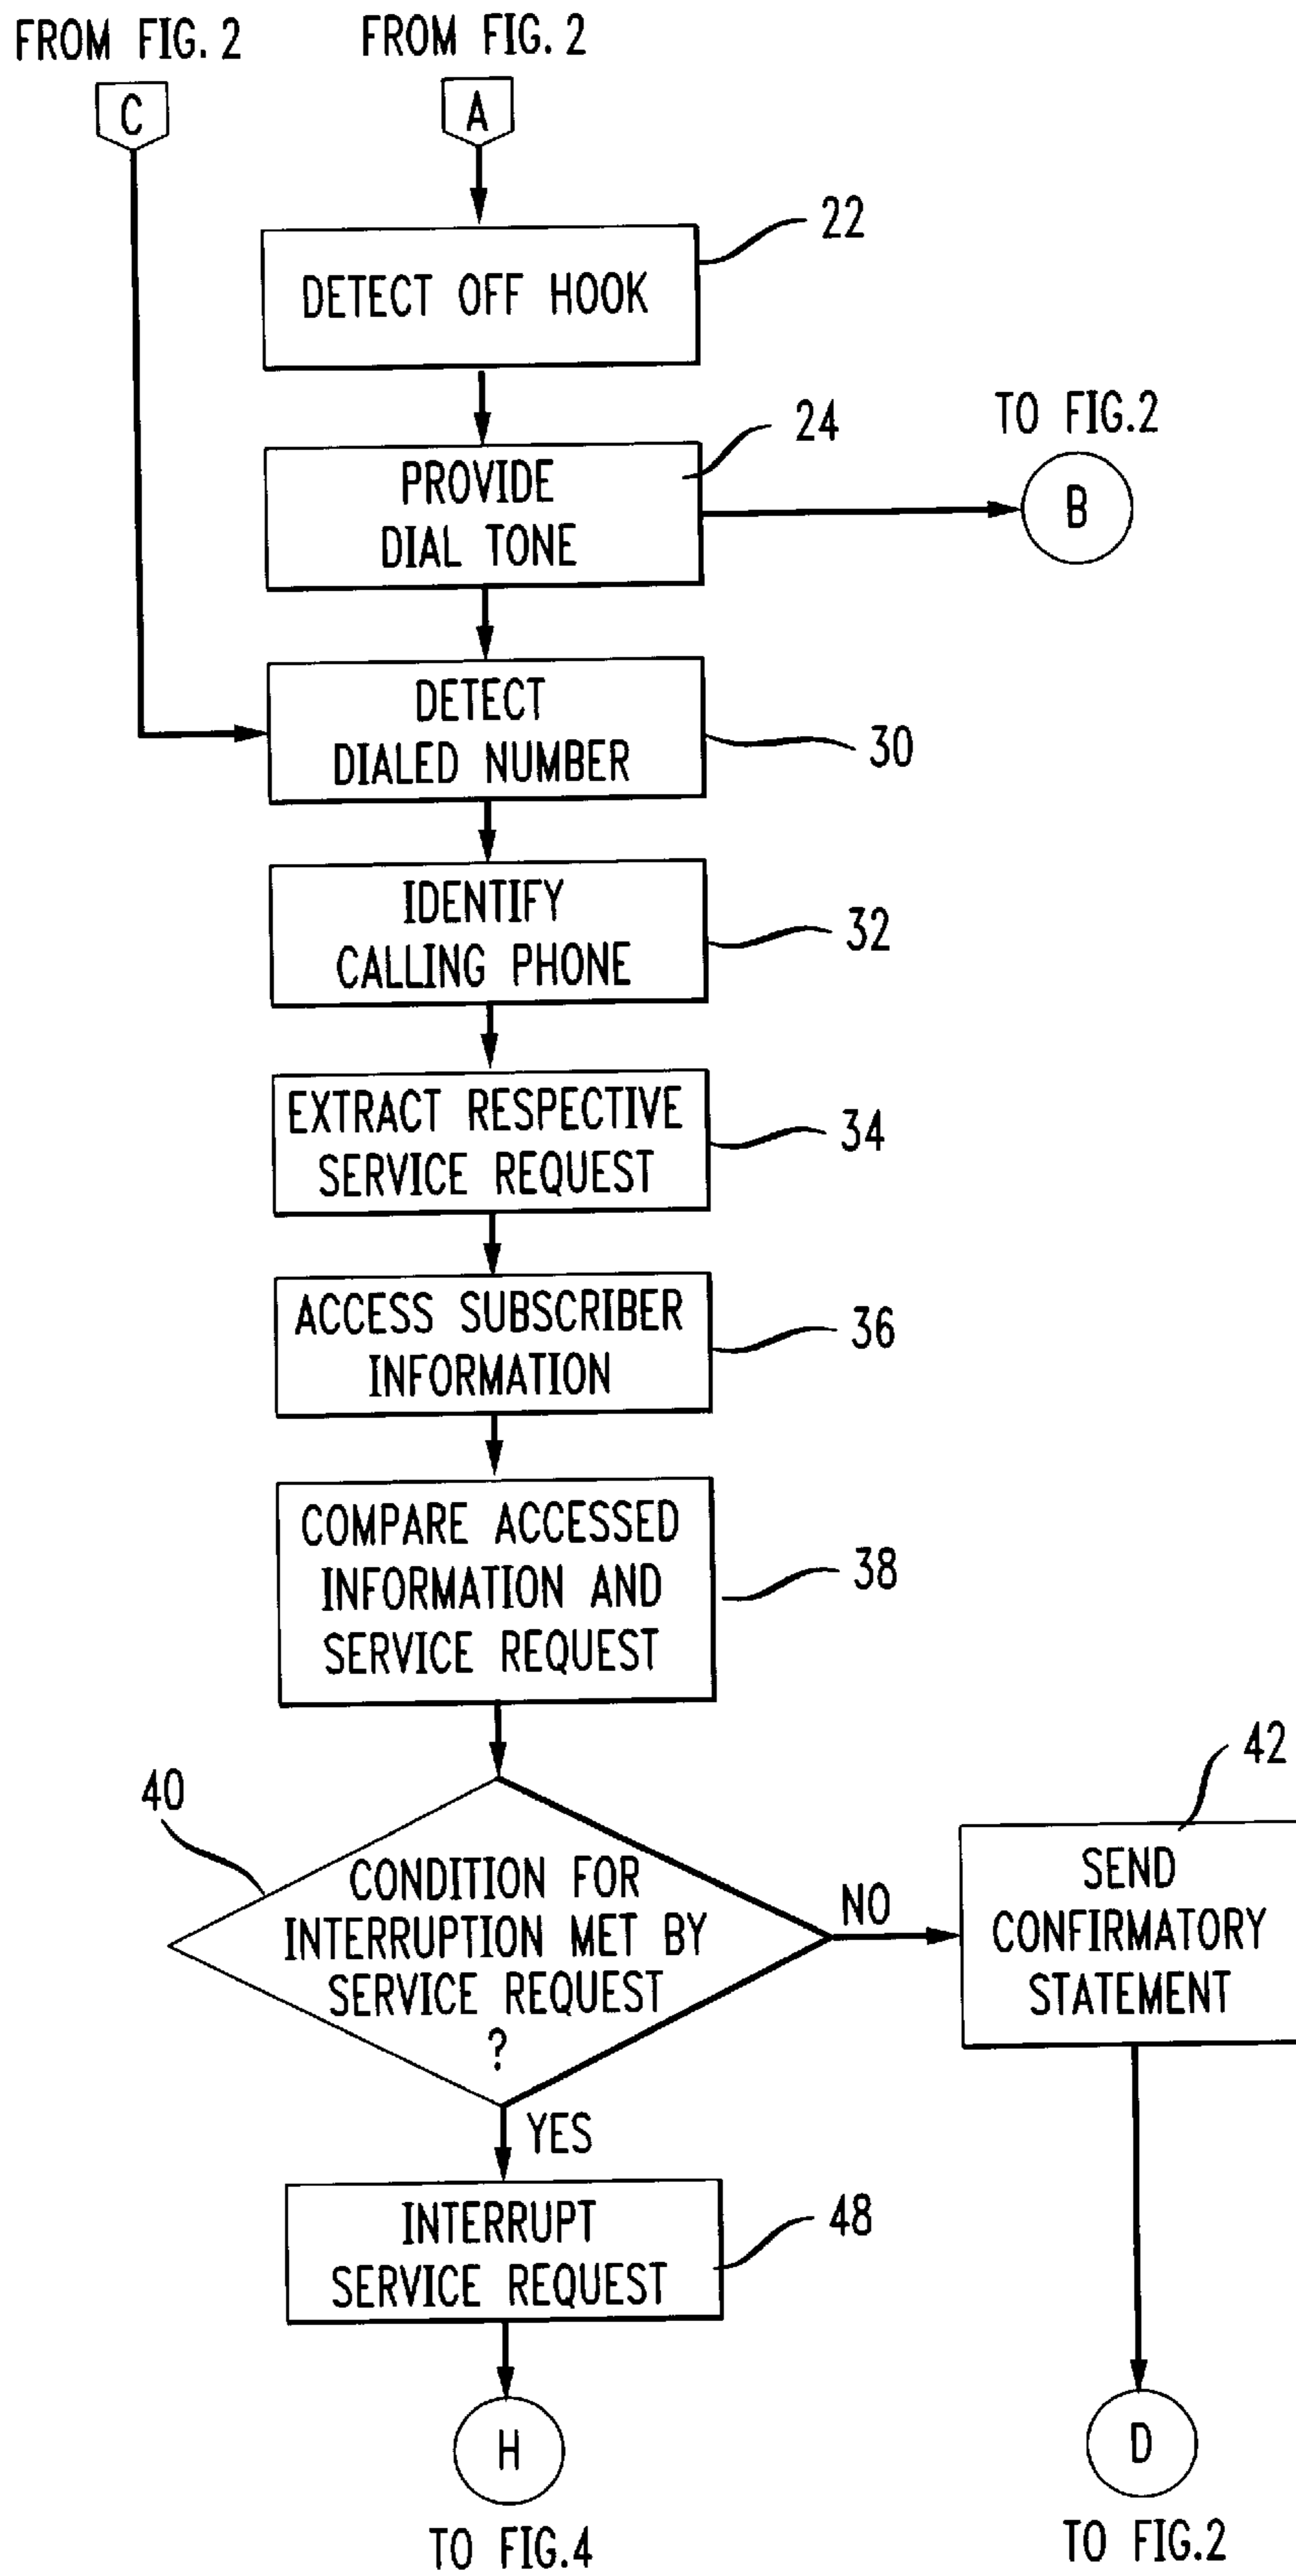 FROM FIG. 2
FROM FIG. 2
C
A
22
DETECT OFF HOOK
24
TO FIG.2
PROVIDE
DIAL TONE
B
DETECT
DIALED NUMBER
30
IDENTIFY
CALLING PHONE
32
EXTRACT RESPECTIVE
SERVICE REQUEST
34
ACCESS SUBSCRIBER
INFORMATION
36
COMPARE ACCESSED
INFORMATION AND
SERVICE REQUEST
38
40
CONDITION FOR
INTERRUPTION MET BY
SERVICE REQUEST
?
NO
42
SEND
CONFIRMATORY
STATEMENT
YES
INTERRUPT
SERVICE REQUEST
48
H
D
TO FIG.4
TO FIG.2